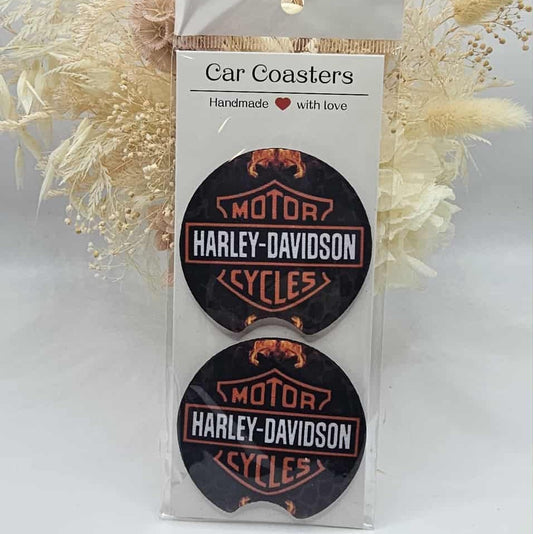 Car Coasters
Handmade ❤ with love
MOTOR
HARLEY-DAVIDSON
CYCLES
MOTOR
HARLEY-DAVIDSON
CYCLES